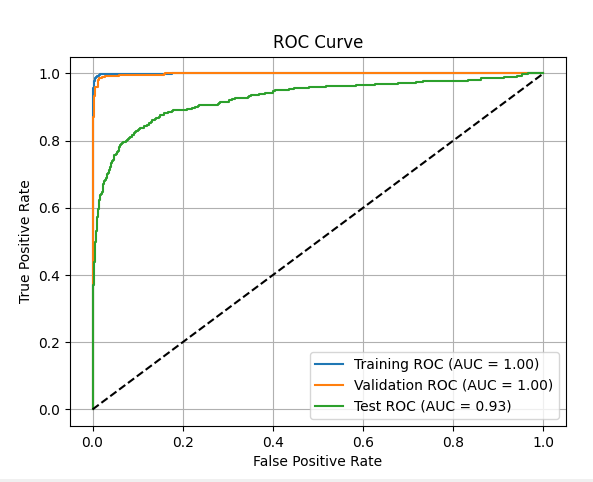 ROC Curve
True Positive Rate
1.0
0.8
0.6
0.4
0.2
0.0
0.0 0.2 0.4 0.6 0.8 1.0
False Positive Rate
Training ROC (AUC = 1.00)
Validation ROC (AUC = 1.00)
Test ROC (AUC = 0.93)